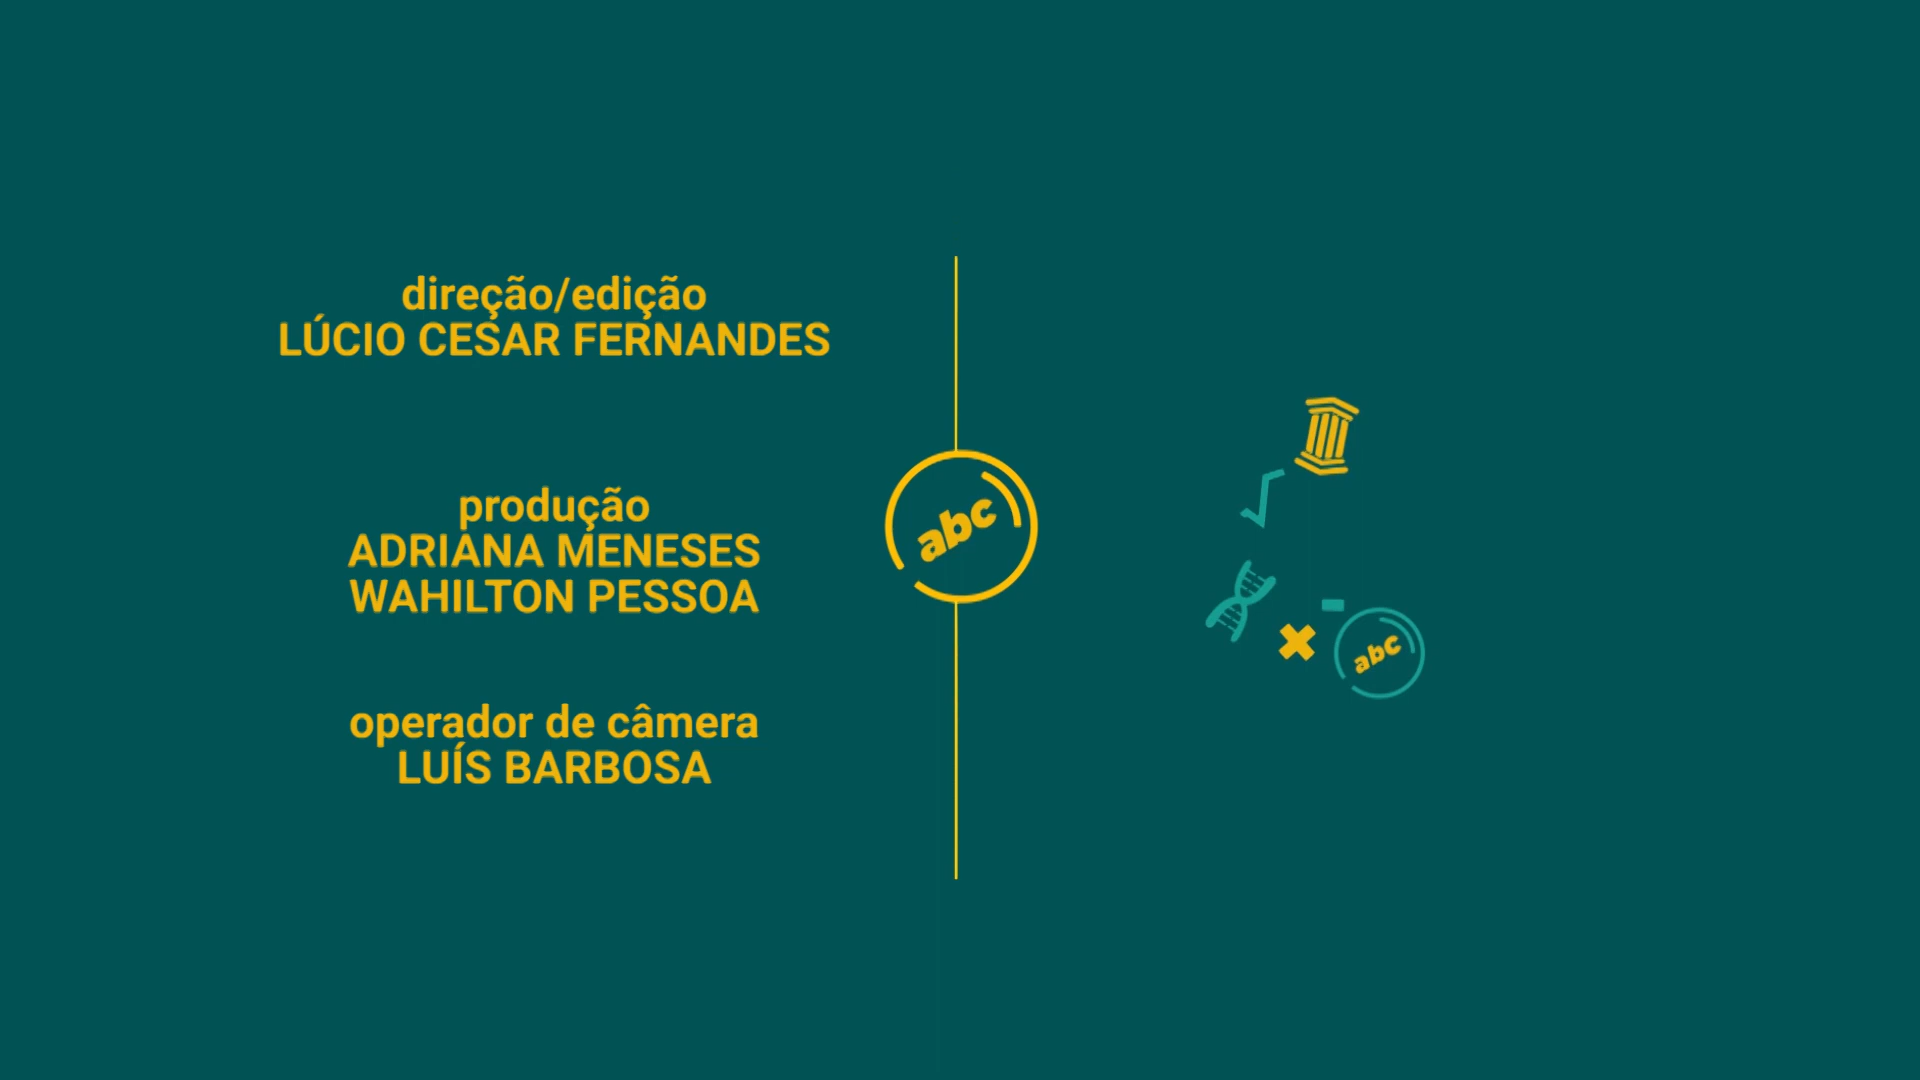 direção/edição
LÚCIO CESAR FERNANDES
produção
ADRIANA MENESES
WAHILTON PESSOA
operador de câmera
LUÍS BARBOSA
abc
abc